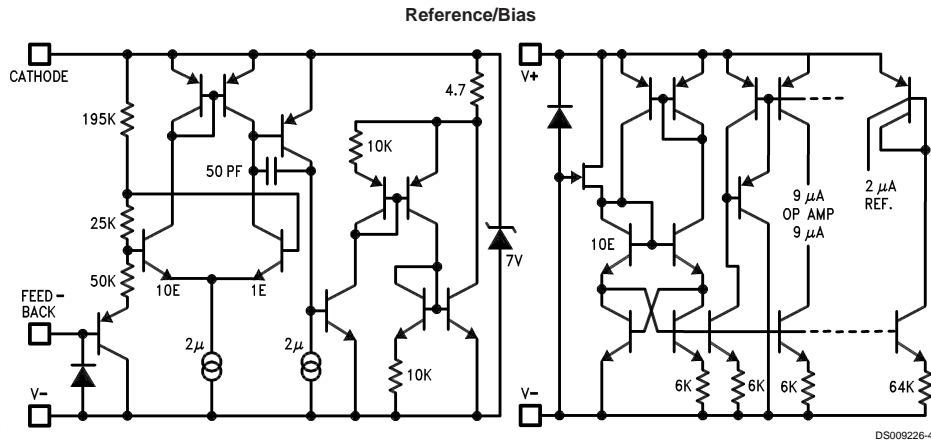 Reference/Bias
CATHODE
195K
50 PF
25K
50K
10E
1E
FEED-
BACK
2μ
2μ
V-
4.7
10K
10K
7V
V+
10E
9 μA
OP AMP
9 μA
2 μA
REF.
6K
6K
6K
64K
V-
DS009226-4